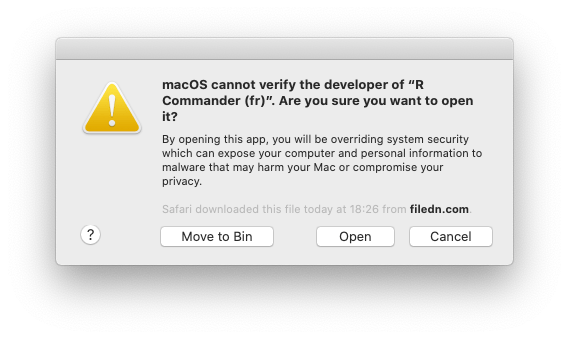 macOS cannot verify the developer of “R
Commander (fr)”. Are you sure you want to open
it?
By opening this app, you will be overriding system security
which can expose your computer and personal information to
malware that may harm your Mac or compromise your
privacy.
Safari downloaded this file today at 18:26 from filedn.com.
? Move to Bin Open Cancel